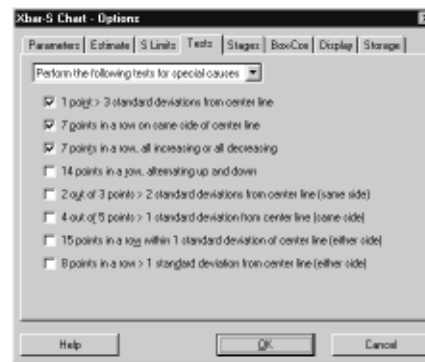 Xbar-S Chart - Options
Parameters Estimate S Limits Tests Stages Box-Cox Display Storage
Perform the following tests for special causes
1 point > 3 standard deviations from center line
7 points in a row on same side of center line
7 points in a row, all increasing or all decreasing
14 points in a row, alternating up and down
2 out of 3 points > 2 standard deviations from center line (same side)
4 out of 5 points > 1 standard deviation from center line (same side)
15 points in a row within 1 standard deviation of center line (either side)
8 points in a row > 1 standard deviation from center line (either side)
Help OK Cancel